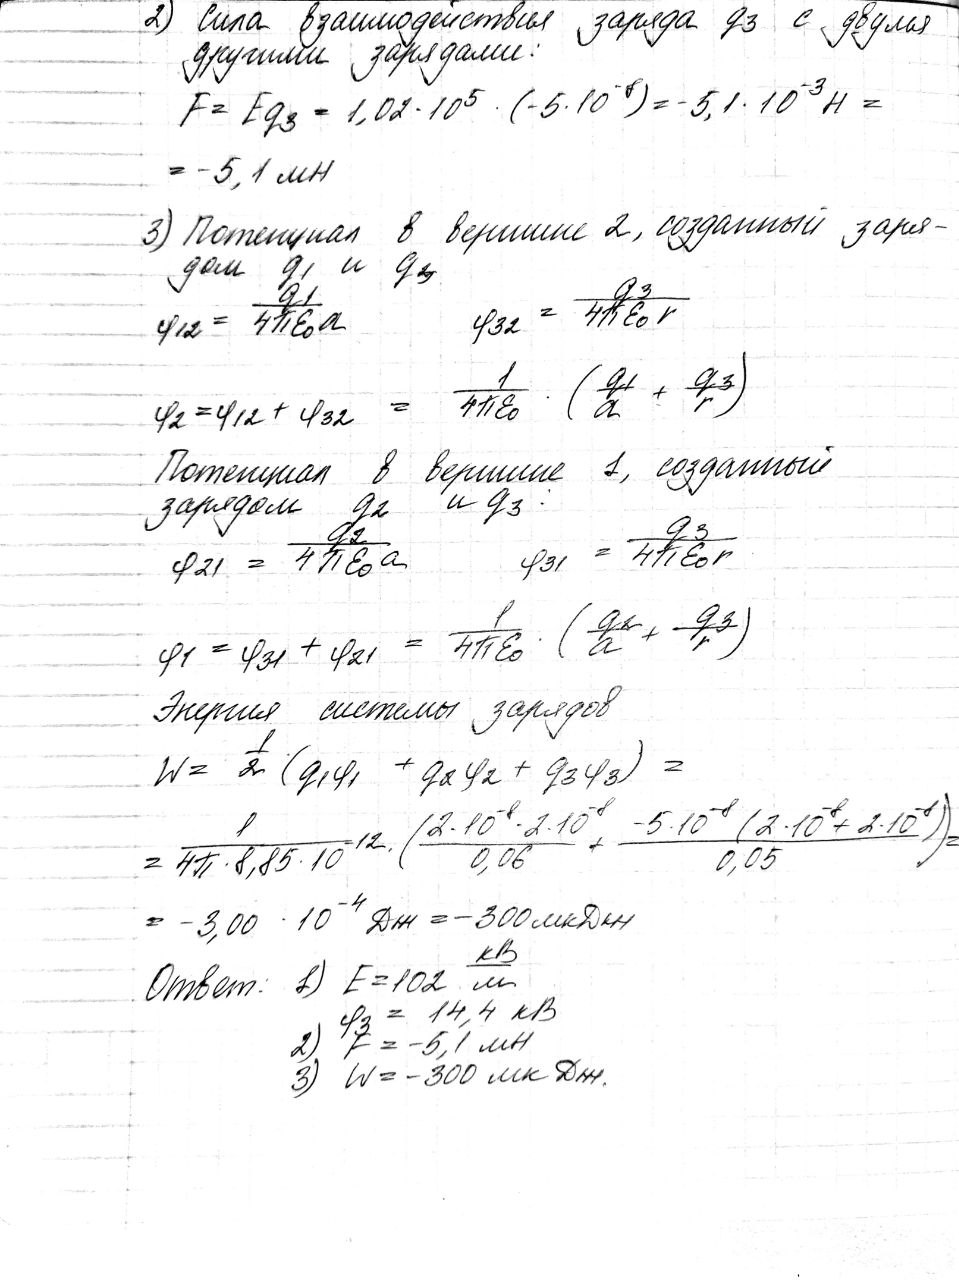 2) Сила взаимодействия заряда q3 с двумя
другими зарядами:
F = Eq3 = 1,02·10⁵ · (-5·10⁻⁸) = -5,1·10⁻³ Н =
= -5,1 мН
3) Потенциал в вершине 2, созданный заря-
дом q1 и q3
φ12 = q1/4πε0a φ32 = q3/4πε0r
φ2 = φ12 + φ32 = 1/4πε0 · (q1/a + q3/r)
Потенциал в вершине 1, созданный
зарядом q2 и q3:
φ21 = q2/4πε0a φ31 = q3/4πε0r
φ1 = φ31 + φ21 = 1/4πε0 · (q2/a + q3/r)
Энергия системы зарядов
W = 1/2 · (q1φ1 + q2φ2 + q3φ3) =
= 1/4π·8,85·10⁻¹² · (2·10⁻⁸·2·10⁻⁸/0,06 + -5·10⁻⁸(2·10⁻⁸+2·10⁻⁸)/0,05) =
= -3,00 · 10⁻⁴ Дж = -300 мкДж
Ответ: 1) E = 102 кВ/м
φ3 = 14,4 кВ
2) F = -5,1 мН
3) W = -300 мкДж.